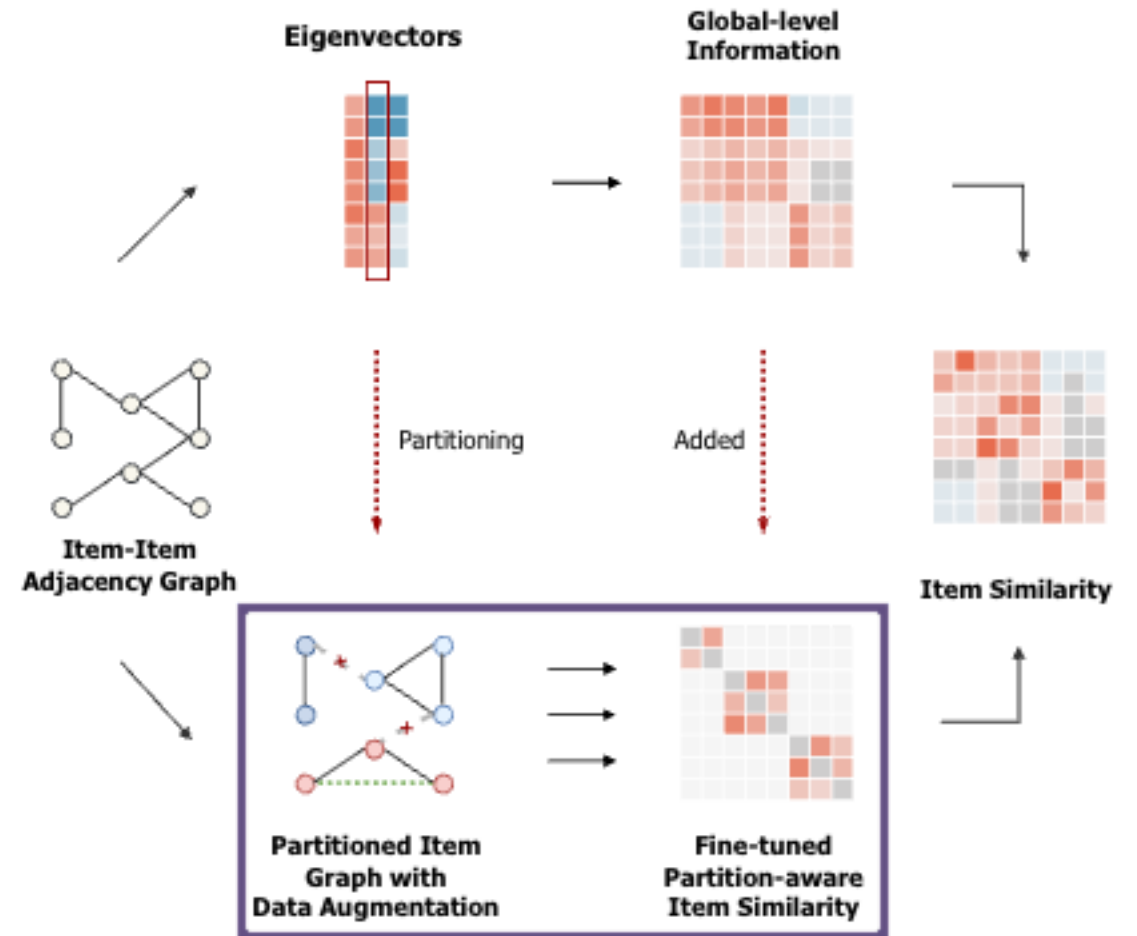 Eigenvectors
Global-level
Information
Partitioning
Added
Item-Item
Adjacency Graph
Item Similarity
Partitioned Item
Graph with
Data Augmentation
Fine-tuned
Partition-aware
Item Similarity